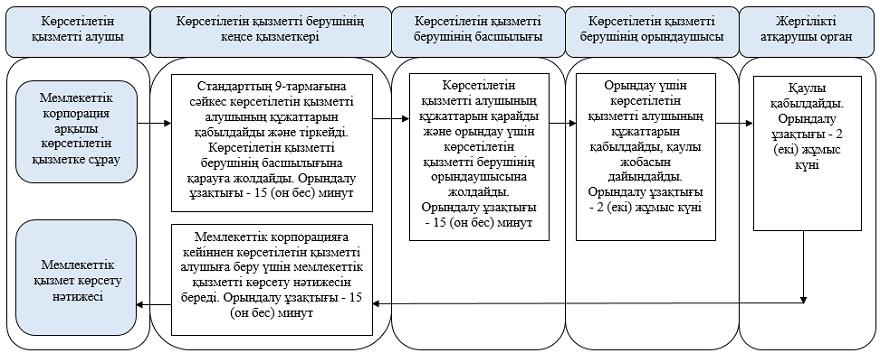 Көрсетілетін
қызметті алушы
Көрсетілетін қызметті берушінің
кеңсе қызметкері
Көрсетілетін қызметті
берушінің басшылығы
Көрсетілетін қызметті
берушінің орындаушысы
Жергілікті
атқарушы орган
Мемлекеттік
корпорация
арқылы
көрсетілетін
қызметке сұрау
Стандарттың 9-тармағына
сәйкес көрсетілетін қызметті
алушының құжаттарын
қабылдайды және тіркейді.
Көрсетілетін қызметті
берушінің басшылығына
қарауға жолдайды. Орындалу
ұзақтығы - 15 (он бес) минут
Көрсетілетін
қызметті алушының
құжаттарын қарайды
және орындау үшін
көрсетілетін
қызметті берушінің
орындаушысына
жолдайды.
Орындалу ұзақтығы
- 15 (он бес) минут
Орындау үшін
көрсетілетін
қызметті алушының
құжаттарын
қабылдайды, қаулы
жобасын
дайындайды.
Орындалу ұзақтығы
- 2 (екі) жұмыс күні
Қаулы
қабылдайды.
Орындалу
ұзақтығы - 2
(екі) жұмыс
күні
Мемлекеттік
қызмет көрсету
нәтижесі
Мемлекеттік корпорацияға
кейіннен көрсетілетін қызметті
алушыға беру үшін мемлекеттік
қызметті көрсету нәтижесін
береді. Орындалу ұзақтығы - 15
(он бес) минут